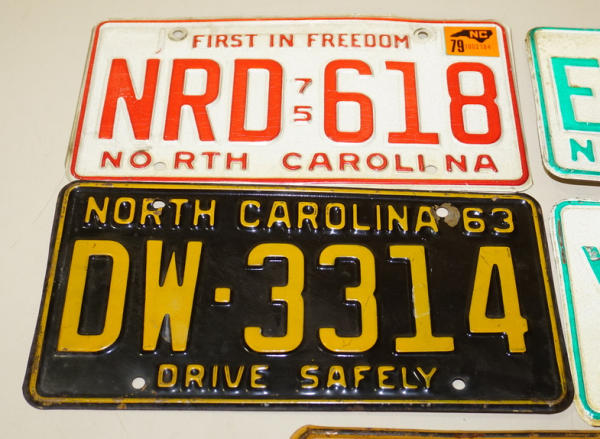 FIRST IN FREEDOM
NC
79
NRD 75 618
NORTH CAROLINA
NORTH CAROLINA 63
DW·3314
DRIVE SAFELY
E
N